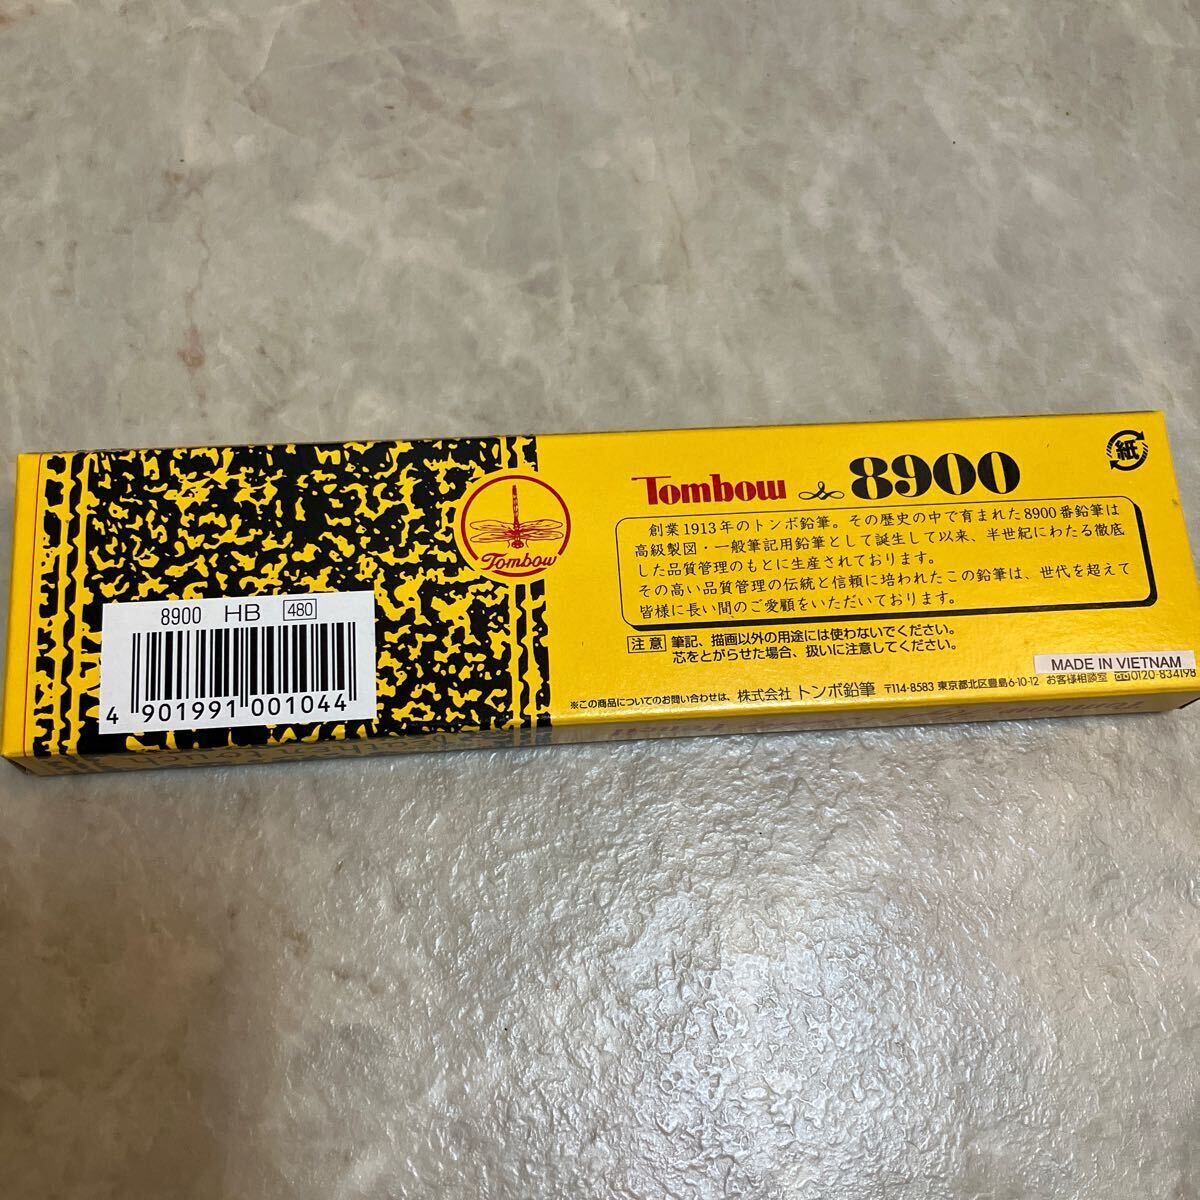 Tombow 8900
紙
創業1913年のトンボ鉛筆。その歴史の中で育まれた8900番鉛筆は
高級製図・一般筆記用鉛筆として誕生して以来、半世紀にわたる徹底
した品質管理のもとに生産されております。
その高い品質管理の伝統と信頼に培われたこの鉛筆は、世代を超えて
皆様に長い間のご愛顧をいただいております。
注意 筆記、描画以外の用途には使わないでください。
芯をとがらせた場合、扱いに注意してください。
MADE IN VIETNAM
※この商品についてのお問い合わせは、株式会社トンボ鉛筆 〒114-8583 東京都北区豊島6-10-12 お客様相談室 0120-834198
Tombow
8900 HB 480
4 901991 001044